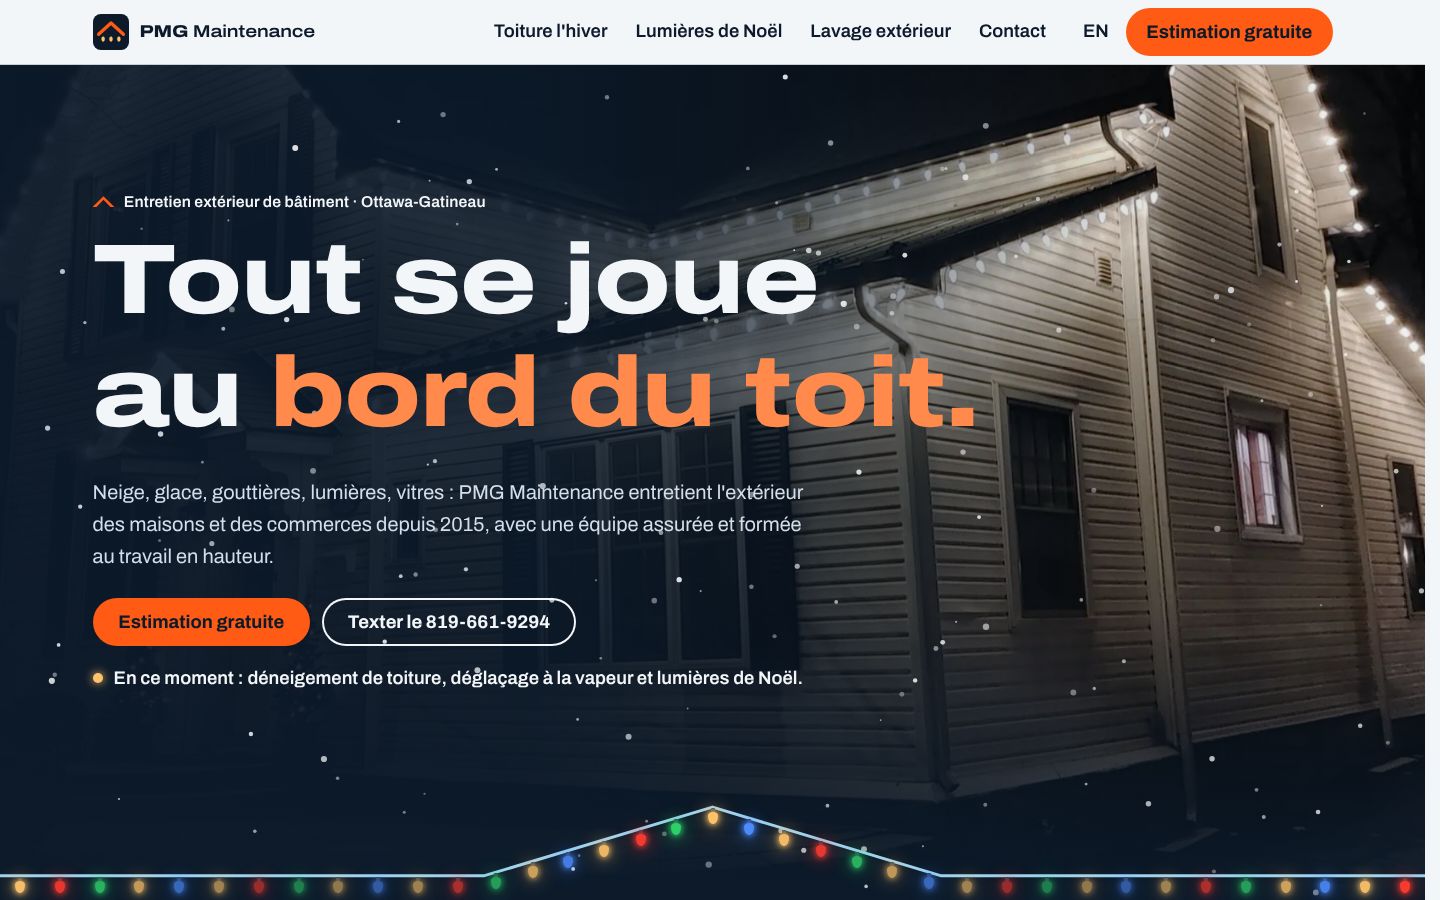 PMG Maintenance
Toiture l'hiver
Lumières de Noël
Lavage extérieur
Contact
EN
Estimation gratuite
Entretien extérieur de bâtiment · Ottawa-Gatineau
Tout se joue
au bord du toit.
Neige, glace, gouttières, lumières, vitres : PMG Maintenance entretient l'extérieur
des maisons et des commerces depuis 2015, avec une équipe assurée et formée
au travail en hauteur.
Estimation gratuite
Texter le 819-661-9294
En ce moment : déneigement de toiture, déglaçage à la vapeur et lumières de Noël.